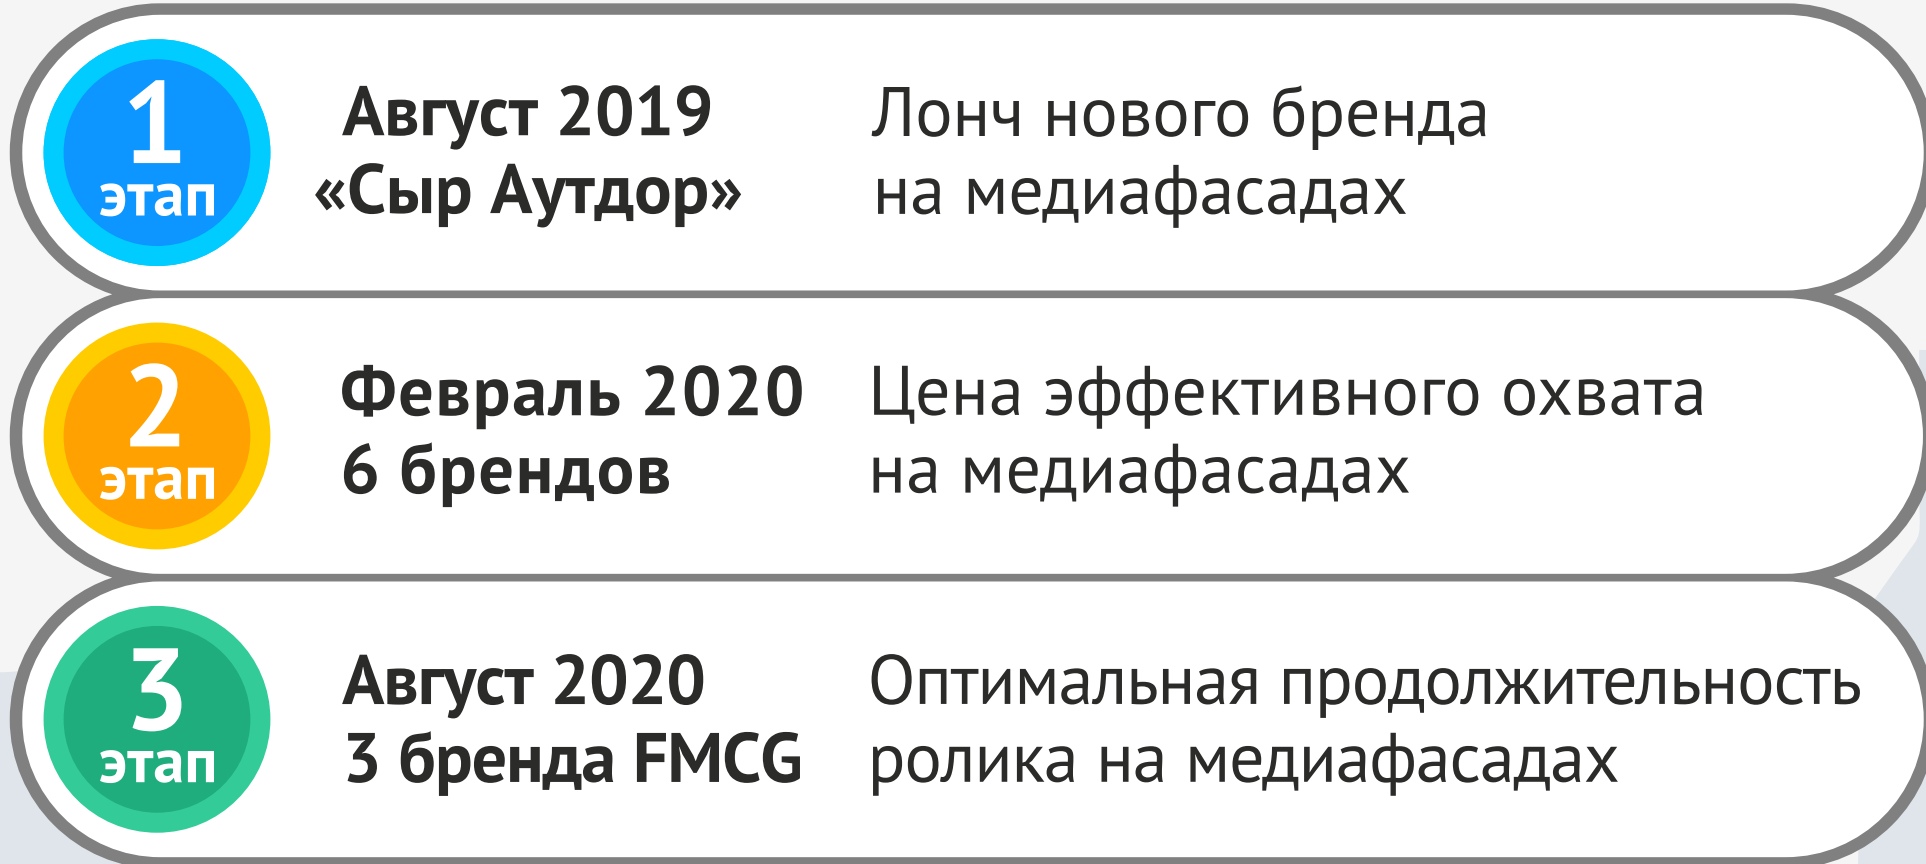 1
этап
Август 2019
«Сыр Аутдор»
Лонч нового бренда
на медиафасадах
2
этап
Февраль 2020
6 брендов
Цена эффективного охвата
на медиафасадах
3
этап
Август 2020
3 бренда FMCG
Оптимальная продолжительность
ролика на медиафасадах